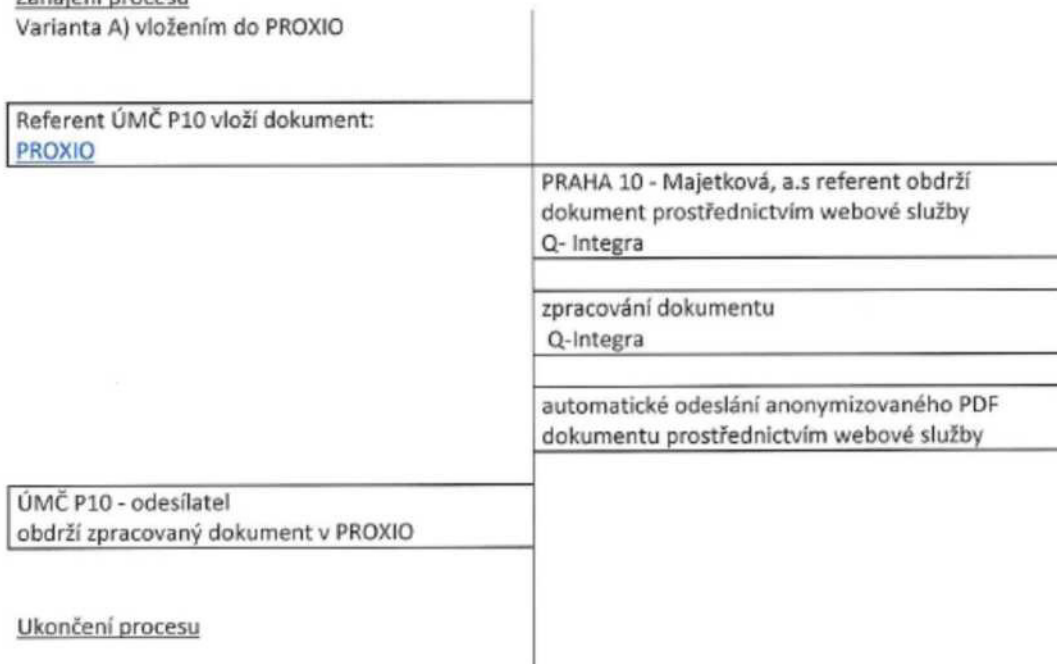 Zahájení procesu
Varianta A) vložením do PROXIO
Referent ÚMČ P10 vloží dokument:
PROXIO
PRAHA 10 - Majetková, a.s referent obdrží
dokument prostřednictvím webové služby
Q- Integra
zpracování dokumentu
Q-Integra
automatické odeslání anonymizovaného PDF
dokumentu prostřednictvím webové služby
ÚMČ P10 - odesílatel
obdrží zpracovaný dokument v PROXIO
Ukončení procesu